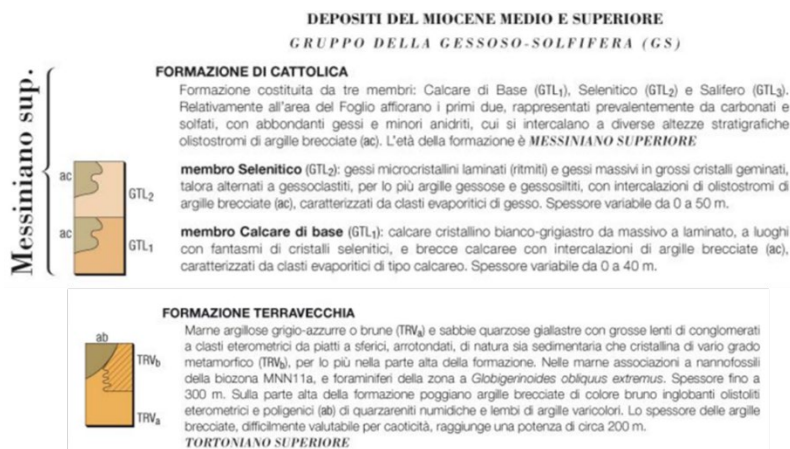 DEPOSITI DEL MIOCENE MEDIO E SUPERIORE
GRUPPO DELLA GESSOSO-SOLFIFERA (GS)
Messiniano sup.
FORMAZIONE DI CATTOLICA
Formazione costituita da tre membri: Calcare di Base (GTL1), Selenitico (GTL2) e Salifero (GTL3).
Relativamente all'area del Foglio affiorano i primi due, rappresentati prevalentemente da carbonati e
solfati, con abbondanti gessi e minori anidriti, cui si intercalano a diverse altezze stratigrafiche
olistostromi di argille brecciate (ac). L'età della formazione è MESSINIANO SUPERIORE
ac
GTL2
membro Selenitico (GTL2): gessi microcristallini laminati (ritmiti) e gessi massivi in grossi cristalli geminati,
talora alternati a gessoclastiti, per lo più argille gessose e gessosiltiti, con intercalazioni di olistostromi di
argille brecciate (ac), caratterizzati da clasti evaporitici di gesso. Spessore variabile da 0 a 50 m.
ac
GTL1
membro Calcare di base (GTL1): calcare cristallino bianco-grigiastro da massivo a laminato, a luoghi
con fantasmi di cristalli selenitici, e brecce calcaree con intercalazioni di argille brecciate (ac),
caratterizzati da clasti evaporitici di tipo calcareo. Spessore variabile da 0 a 40 m.
FORMAZIONE TERRAVECCHIA
ab
TRVb
TRVa
Marne argillose grigio-azzurre o brune (TRVa) e sabbie quarzose giallastre con grosse lenti di conglomerati
a clasti eterometrici da piatti a sferici, arrotondati, di natura sia sedimentaria che cristallina di vario grado
metamorfico (TRVb), per lo più nella parte alta della formazione. Nelle marne associazioni a nannofossili
della biozona MNN11a, e foraminiferi della zona a Globigerinoides obliquus extremus. Spessore fino a
300 m. Sulla parte alta della formazione poggiano argille brecciate di colore bruno inglobanti olistoliti
eterometrici e poligenici (ab) di quarzareniti numidiche e lembi di argille varicolori. Lo spessore delle argille
brecciate, difficilmente valutabile per caoticità, raggiunge una potenza di circa 200 m.
TORTONIANO SUPERIORE